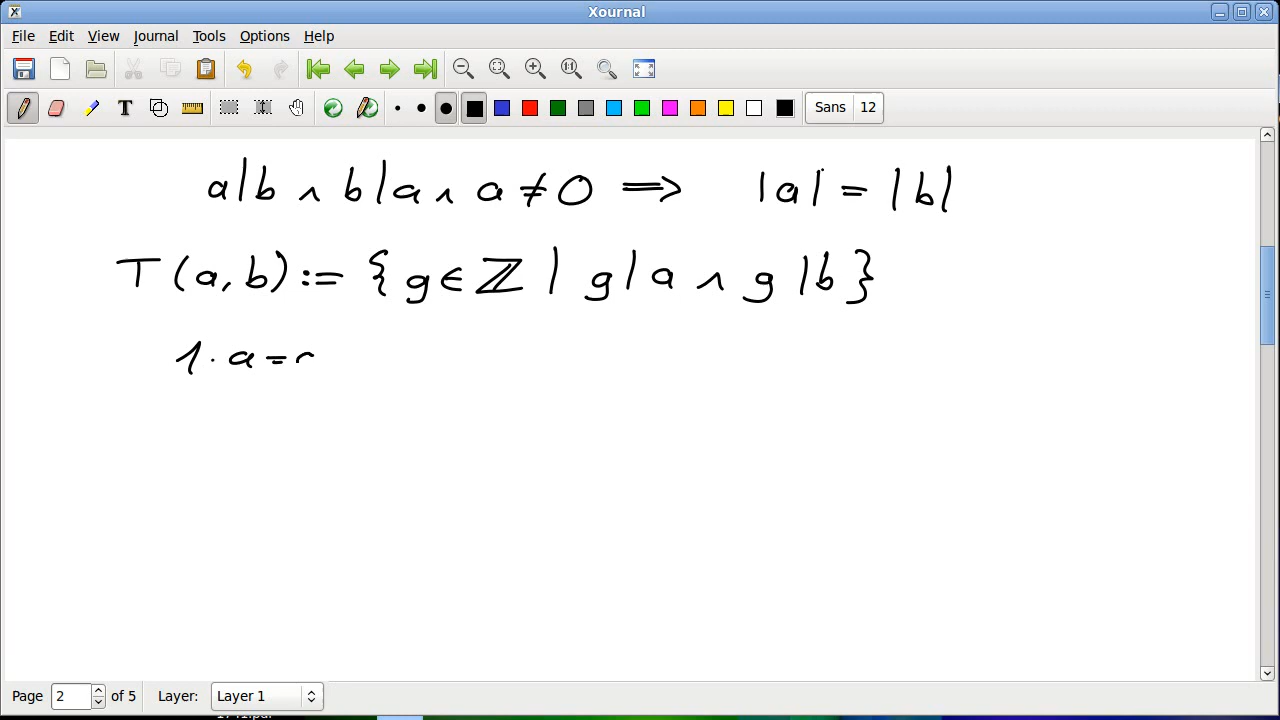 Xournal
File Edit View Journal Tools Options Help
Sans 12
a|b ∧ b|a ∧ a ≠ 0 ⟹ |a| = |b|
T(a,b) := {g ∈ ℤ | g|a ∧ g|b}
1 · a =
Page 2 of 5 Layer: Layer 1